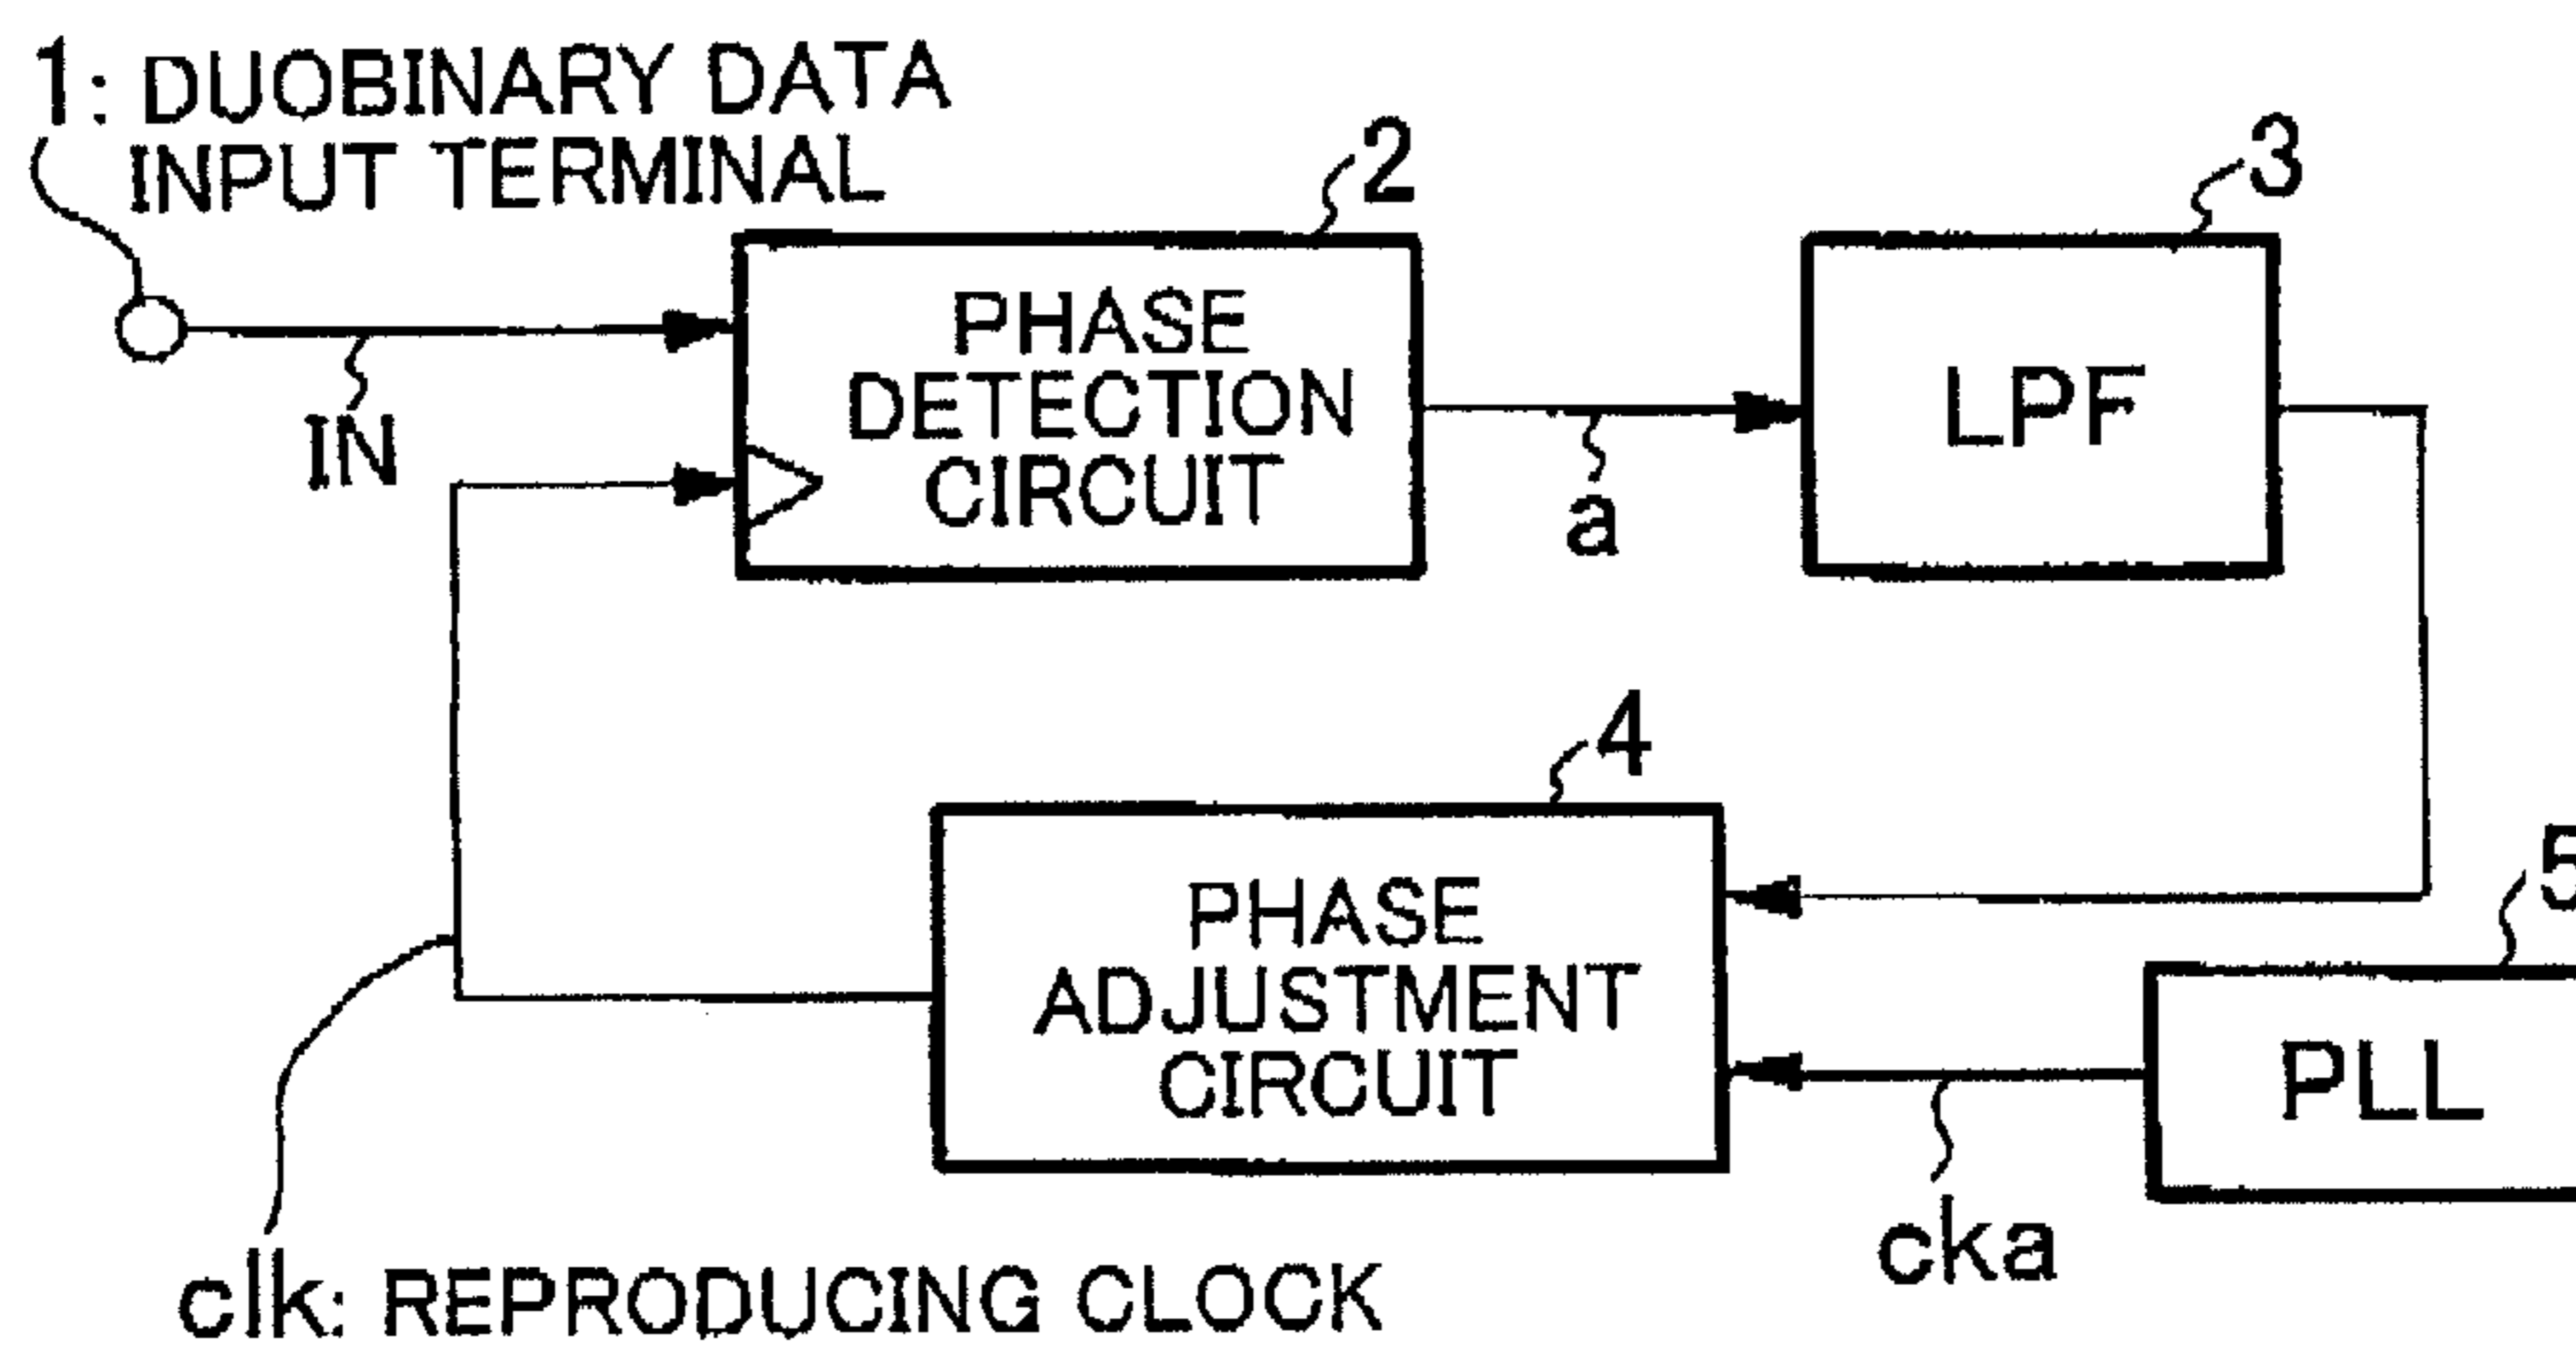 1: DUOBINARY DATA
INPUT TERMINAL
2
3
PHASE
DETECTION
CIRCUIT
LPF
IN
a
4
5
PHASE
ADJUSTMENT
CIRCUIT
PLL
cka
clk: REPRODUCING CLOCK